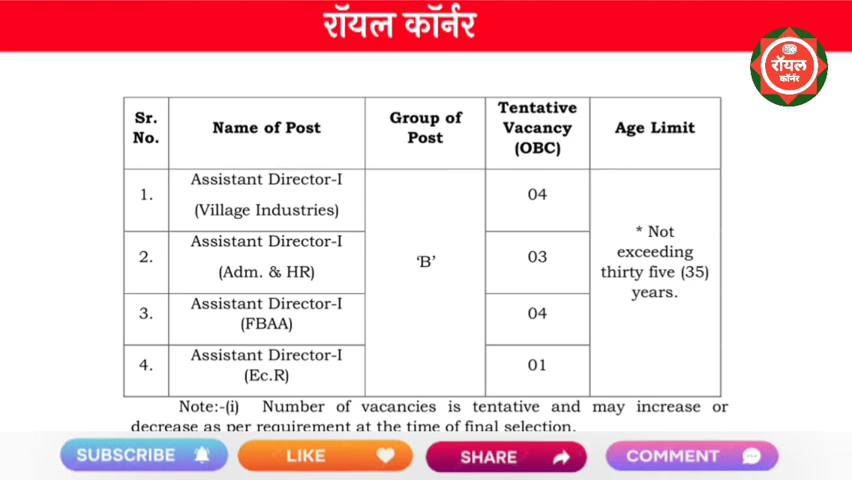 रॉयल कॉर्नर
रॉयल
कॉर्नर
Sr. No.
Name of Post
Group of Post
Tentative Vacancy (OBC)
Age Limit
1.
Assistant Director-I
(Village Industries)
04
2.
Assistant Director-I
(Adm. & HR)
03
3.
Assistant Director-I
(FBAA)
04
4.
Assistant Director-I
(Ec.R)
01
‘B’
* Not
exceeding
thirty five (35)
years.
Note:-(i) Number of vacancies is tentative and may increase or
decrease as per requirement at the time of final selection.
SUBSCRIBE
LIKE
SHARE
COMMENT